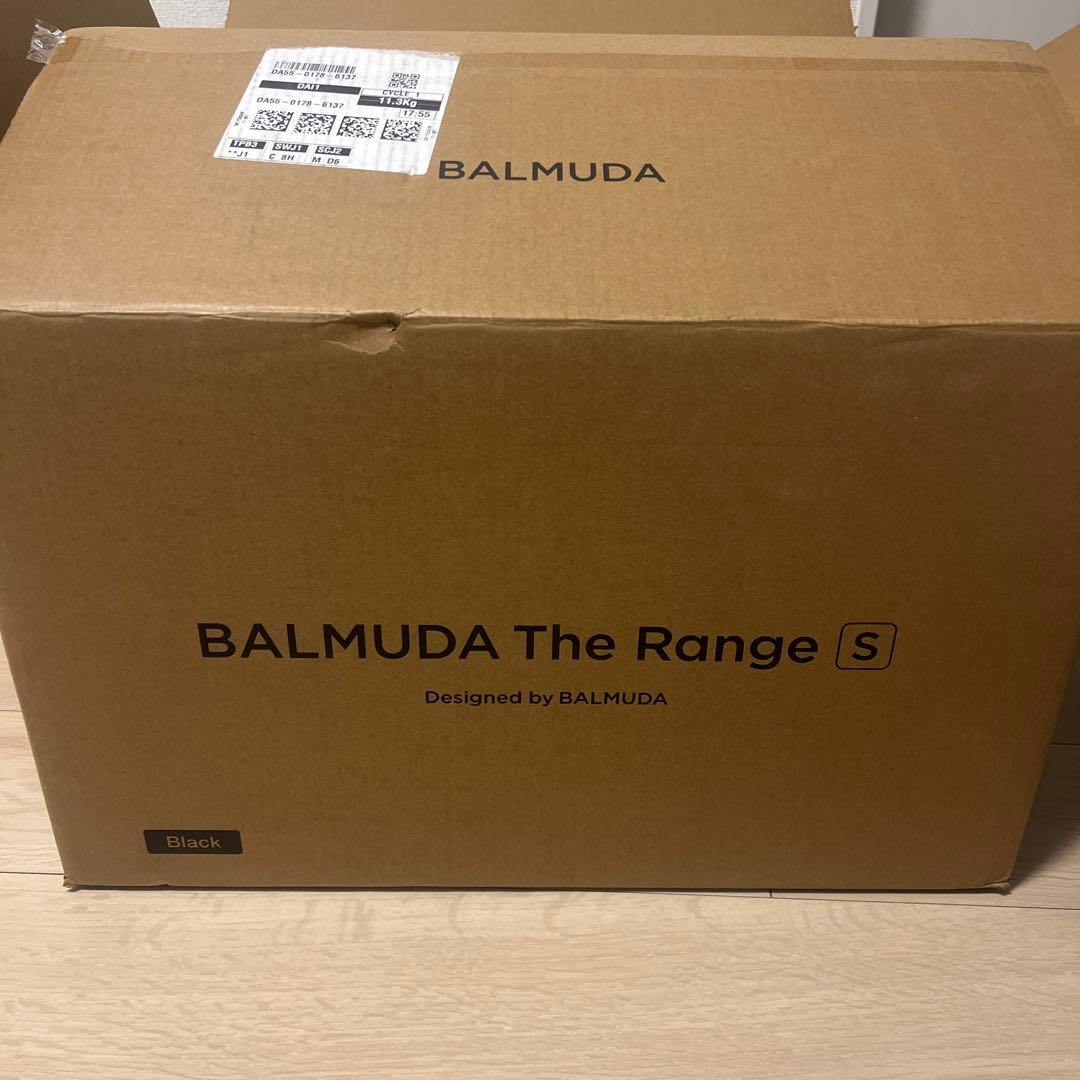 DA55-0178-6137
DAI1
CYCLE 1
11.3Kg
DA55-0178-6137
17:55
TPB3 SWJ1 SGJ2
**J1 C 8H M D6
BALMUDA
BALMUDA The Range S
Designed by BALMUDA
Black